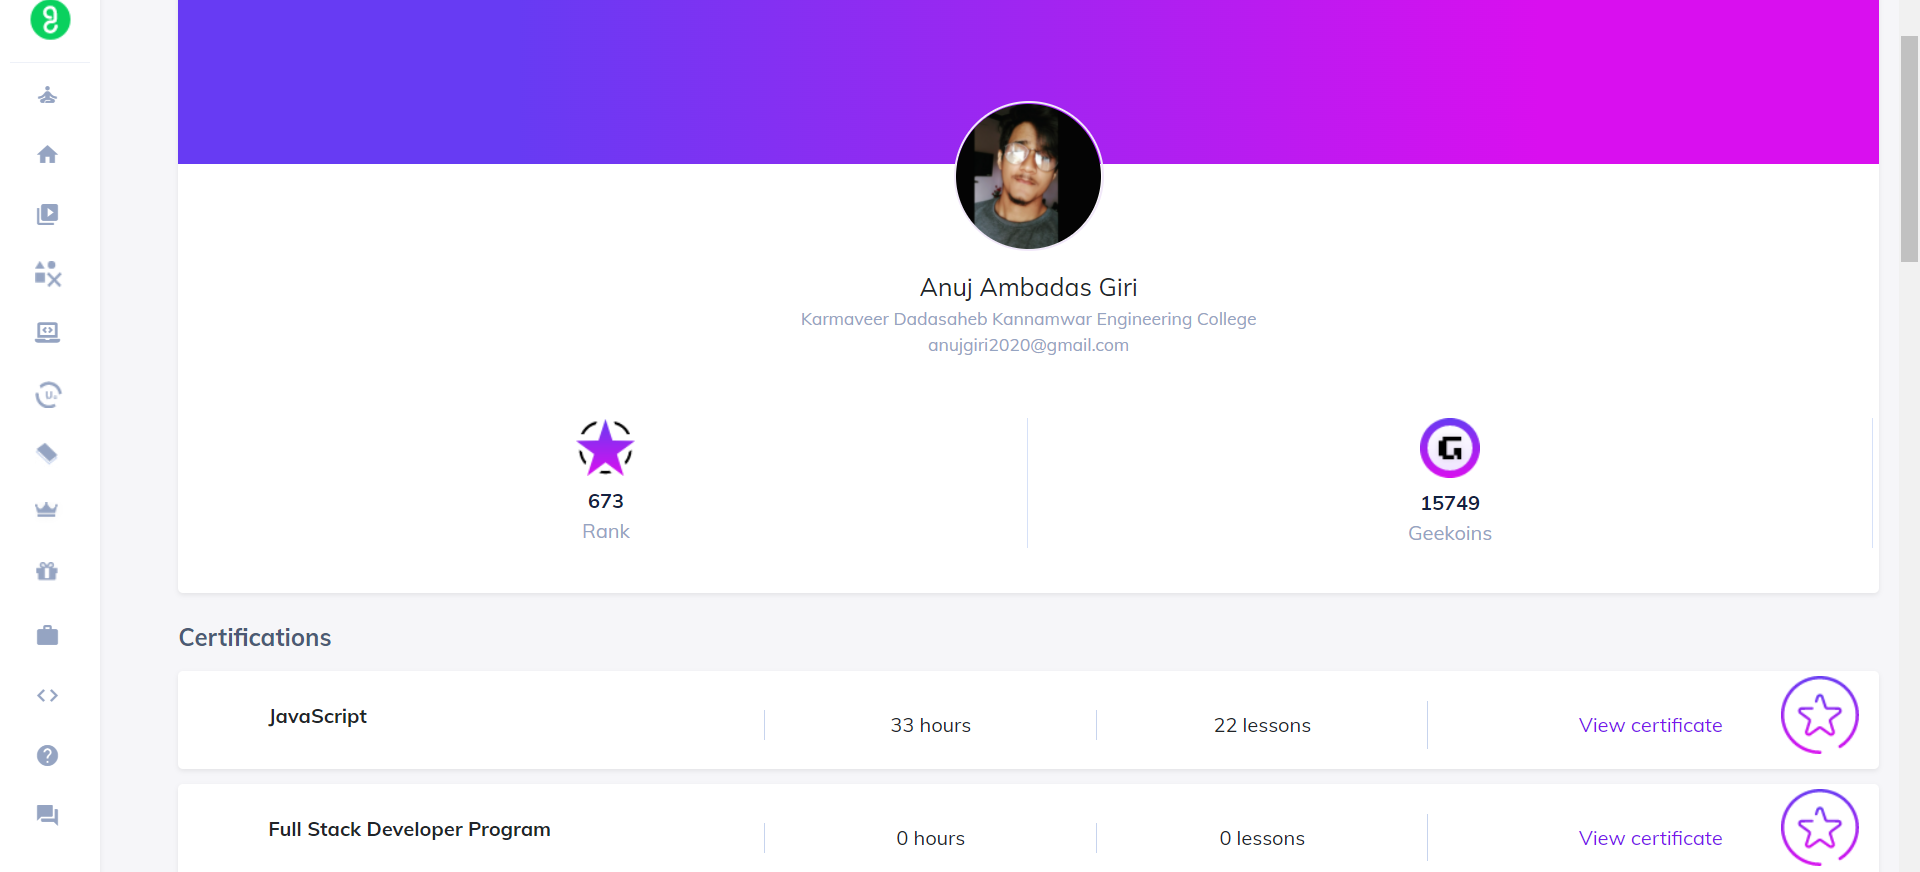 Anuj Ambadas Giri
Karmaveer Dadasaheb Kannamwar Engineering College
anujgiri2020@gmail.com
G
673
15749
Rank
Geekoins
Certifications
JavaScript
33 hours
22 lessons
View certificate
Full Stack Developer Program
0 hours
0 lessons
View certificate